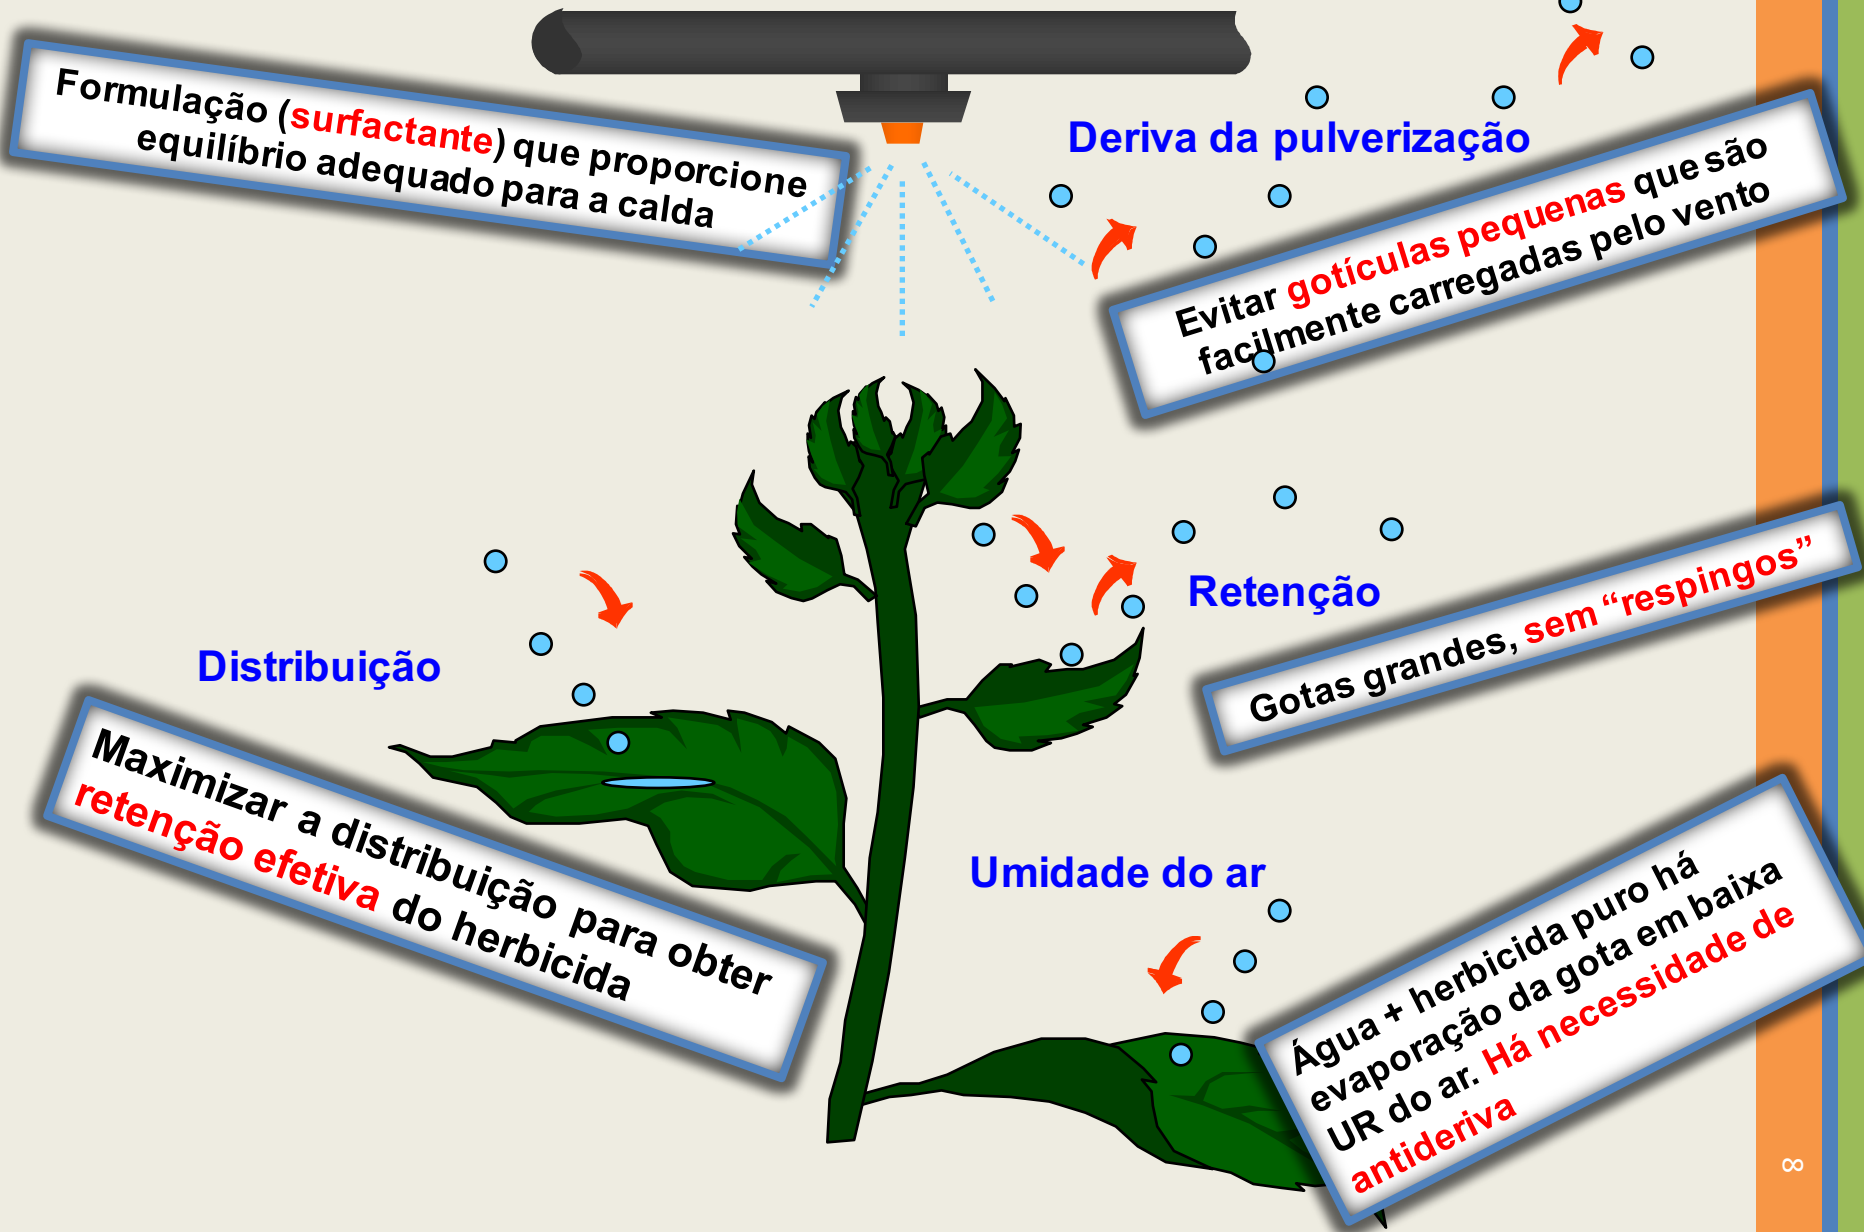 Formulação (surfactante) que proporcione
equilíbrio adequado para a calda
Deriva da pulverização
Evitar gotículas pequenas que são
facilmente carregadas pelo vento
Retenção
Gotas grandes, sem “respingos”
Distribuição
Maximizar a distribuição para obter
retenção efetiva do herbicida
Umidade do ar
Água + herbicida puro há
evaporação da gota em baixa
UR do ar. Há necessidade de
antideriva
8